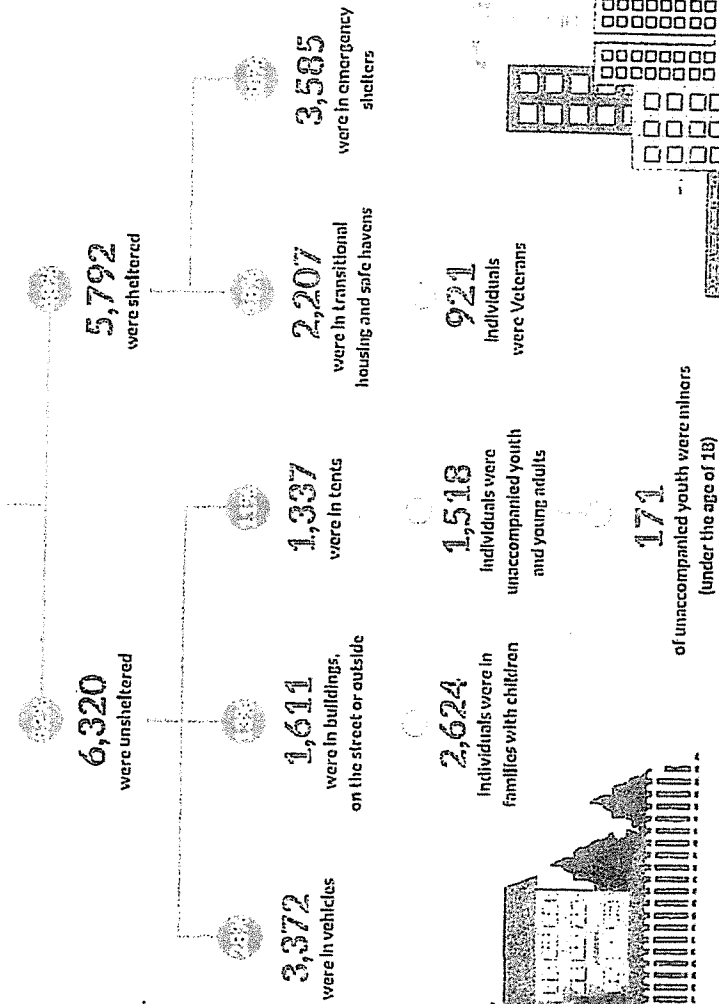 6,320
were unsheltered
5,792
were sheltered
3,372
were in vehicles
1,611
were in buildings,
on the street or outside
1,337
were in tents
2,207
were in transitional
housing and safe havens
3,585
were in emergency
shelters
2,624
Individuals were in
families with children
1,518
Individuals were
unaccompanied youth
and young adults
921
Individuals
were Veterans
171
of unaccompanied youth were minors
(under the age of 18)